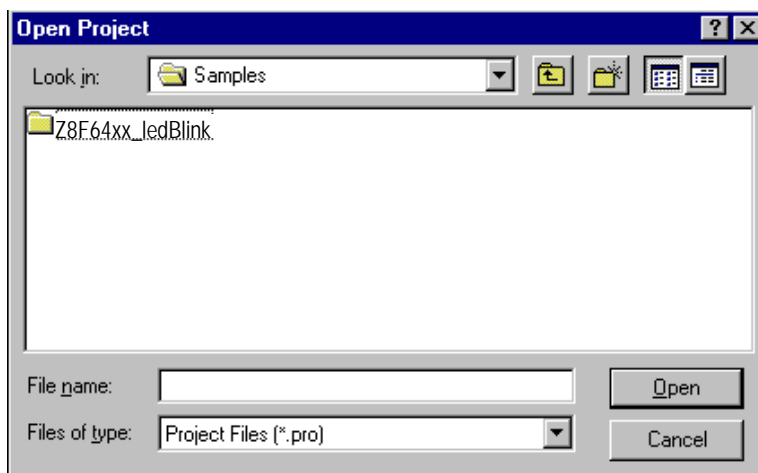 Open Project
Look in: Samples
Z8F64xx_ledBlink
File name: Open
Files of type: Project Files (*.pro) Cancel